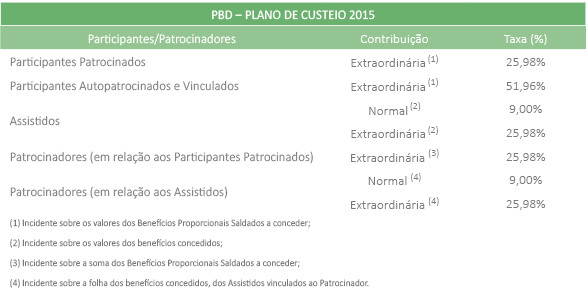 PBD – PLANO DE CUSTEIO 2015
Participantes/Patrocinadores Contribuição Taxa (%)
Participantes Patrocinados Extraordinária (1) 25,98%
Participantes Autopatrocinados e Vinculados Extraordinária (1) 51,96%
Assistidos Normal (2) 9,00%
Extraordinária (2) 25,98%
Patrocinadores (em relação aos Participantes Patrocinados) Extraordinária (3) 25,98%
Patrocinadores (em relação aos Assistidos) Normal (4) 9,00%
Extraordinária (4) 25,98%
(1) Incidente sobre os valores dos Benefícios Proporcionais Saldados a conceder;
(2) Incidente sobre os valores dos benefícios concedidos;
(3) Incidente sobre a soma dos Benefícios Proporcionais Saldados a conceder;
(4) Incidente sobre a folha dos benefícios concedidos, dos Assistidos vinculados ao Patrocinador.